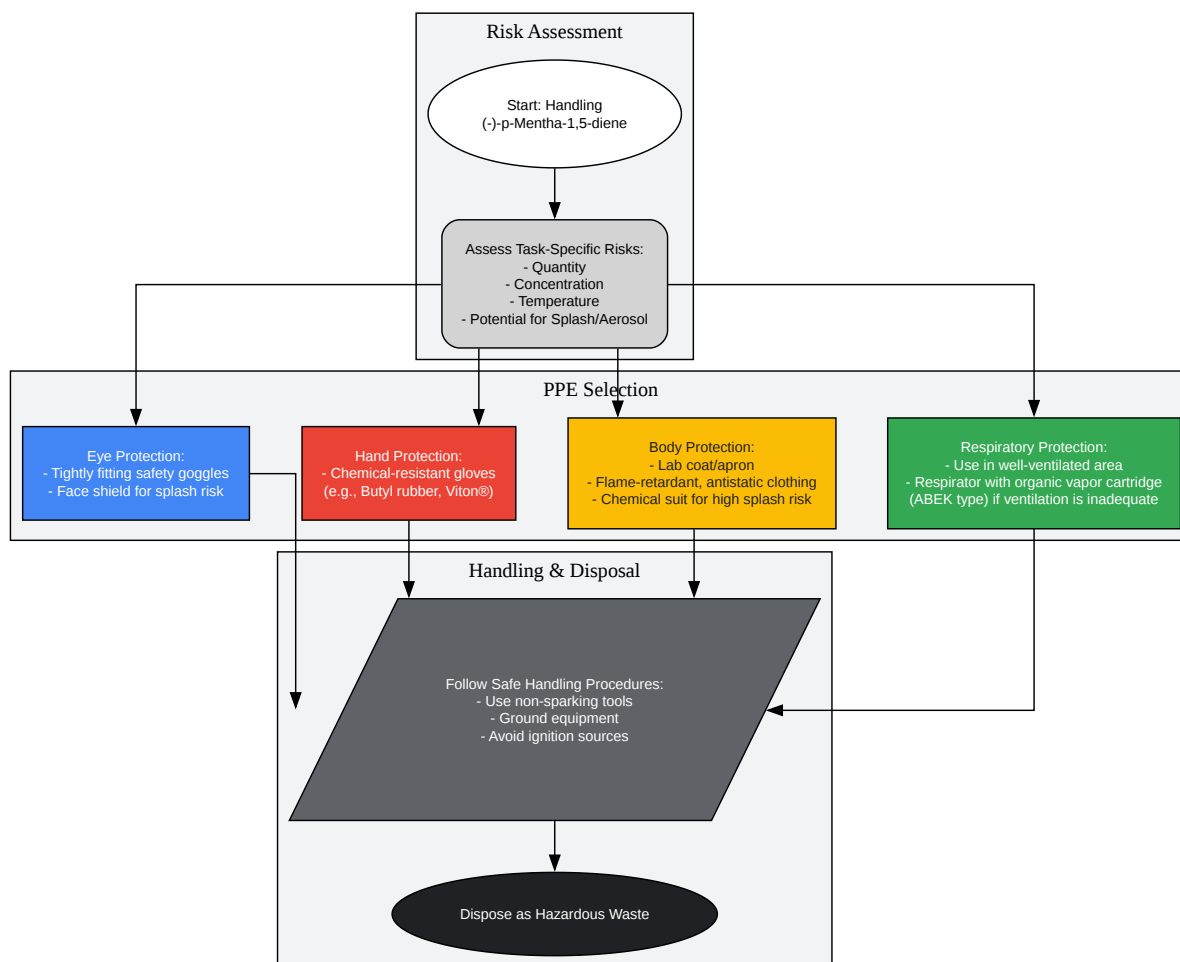 Risk Assessment
Start: Handling
(-)-p-Mentha-1,5-diene
Assess Task-Specific Risks:
- Quantity
- Concentration
- Temperature
- Potential for Splash/Aerosol
PPE Selection
Eye Protection:
- Tightly fitting safety goggles
- Face shield for splash risk
Hand Protection:
- Chemical-resistant gloves
(e.g., Butyl rubber, Viton®)
Body Protection:
- Lab coat/apron
- Flame-retardant, antistatic clothing
- Chemical suit for high splash risk
Respiratory Protection:
- Use in well-ventilated area
- Respirator with organic vapor cartridge
(ABEK type) if ventilation is inadequate
Handling & Disposal
Follow Safe Handling Procedures:
- Use non-sparking tools
- Ground equipment
- Avoid ignition sources
Dispose as Hazardous Waste